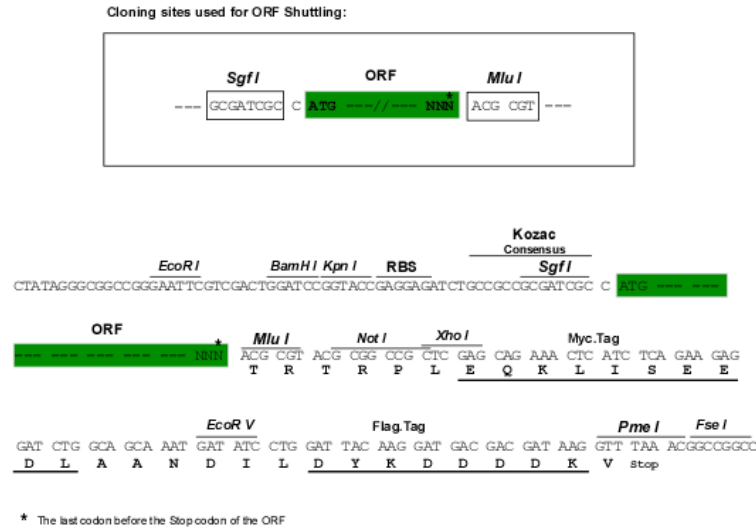 Cloning sites used for ORF Shuttling:
Sgf I ORF Mlu I
--- GCGATCGC C ATG ---//--- NNN* ACG CGT ---
Kozac
Consensus
EcoR I BamH I Kpn I RBS Sgf I
CTATAGGGCGGCCGGGAATTCGTCGACTGGATCCGGTACCGAGGAGATCTGCCGCCGCGATCGC C ATG --- ---
ORF Mlu I Not I Xho I Myc.Tag
--- --- --- --- --- NNN* ACG CGT ACG CGG CCG CTC GAG CAG AAA CTC ATC TCA GAA GAG
T R T R P L E Q K L I S E E
EcoR V Flag.Tag Pme I Fse I
GAT CTG GCA GCA AAT GAT ATC CTG GAT TAC AAG GAT GAC GAC GAT AAG GTT TAA ACGGCCGGCC
D L A A N D I L D Y K D D D D K V Stop
* The last codon before the Stop codon of the ORF